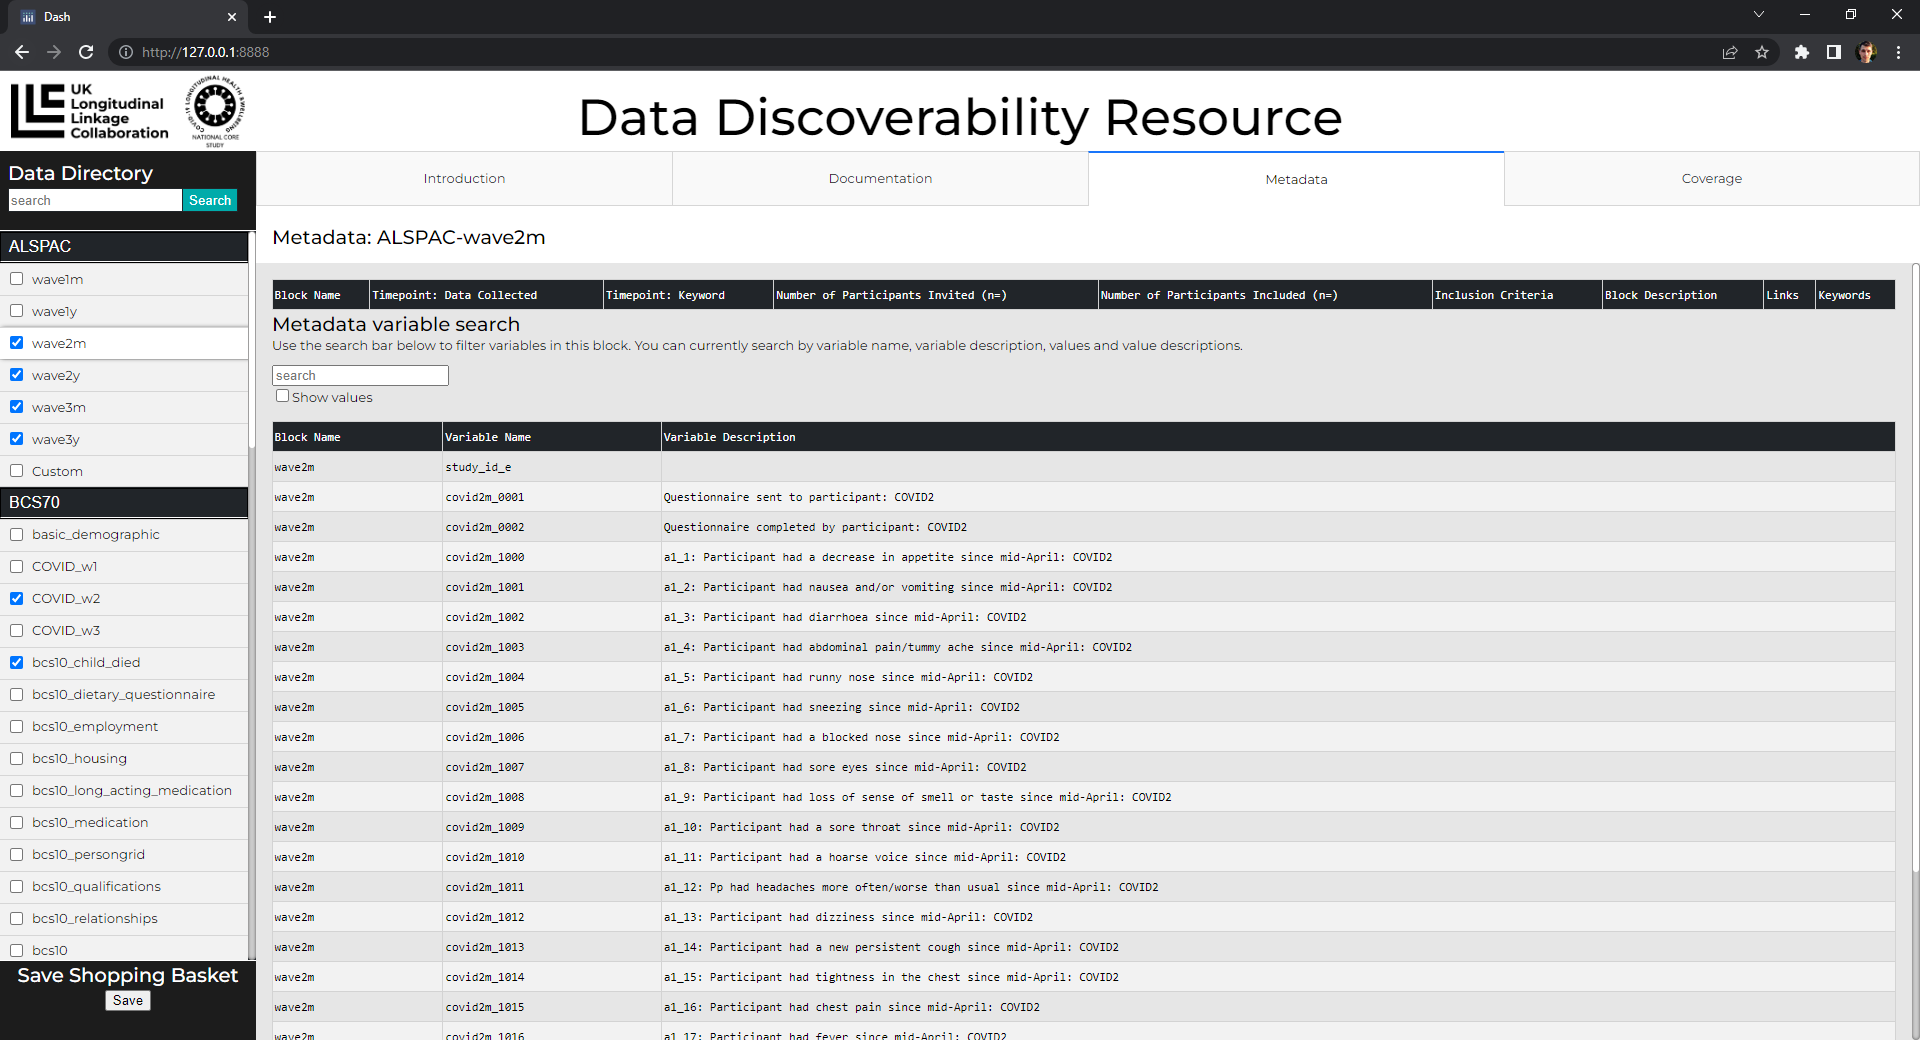 Dash
http://127.0.0.1:8888
UK
Longitudinal
Linkage
Collaboration
COVID-19 LONGITUDINAL HEALTH & WELLBEING
NATIONAL CORE
STUDY
Data Discoverability Resource
Data Directory
search
Search
Introduction
Documentation
Metadata
Coverage
ALSPAC
wave1m
wave1y
wave2m
wave2y
wave3m
wave3y
Custom
BCS70
basic_demographic
COVID_w1
COVID_w2
COVID_w3
bcs10_child_died
bcs10_dietary_questionnaire
bcs10_employment
bcs10_housing
bcs10_long_acting_medication
bcs10_medication
bcs10_persongrid
bcs10_qualifications
bcs10_relationships
bcs10
Save Shopping Basket
Save
Metadata: ALSPAC-wave2m
Block Name Timepoint: Data Collected Timepoint: Keyword Number of Participants Invited (n=) Number of Participants Included (n=) Inclusion Criteria Block Description Links Keywords
Metadata variable search
Use the search bar below to filter variables in this block. You can currently search by variable name, variable description, values and value descriptions.
search
Show values
Block Name Variable Name Variable Description
wave2m study_id_e
wave2m covid2m_0001 Questionnaire sent to participant: COVID2
wave2m covid2m_0002 Questionnaire completed by participant: COVID2
wave2m covid2m_1000 a1_1: Participant had a decrease in appetite since mid-April: COVID2
wave2m covid2m_1001 a1_2: Participant had nausea and/or vomiting since mid-April: COVID2
wave2m covid2m_1002 a1_3: Participant had diarrhoea since mid-April: COVID2
wave2m covid2m_1003 a1_4: Participant had abdominal pain/tummy ache since mid-April: COVID2
wave2m covid2m_1004 a1_5: Participant had runny nose since mid-April: COVID2
wave2m covid2m_1005 a1_6: Participant had sneezing since mid-April: COVID2
wave2m covid2m_1006 a1_7: Participant had a blocked nose since mid-April: COVID2
wave2m covid2m_1007 a1_8: Participant had sore eyes since mid-April: COVID2
wave2m covid2m_1008 a1_9: Participant had loss of sense of smell or taste since mid-April: COVID2
wave2m covid2m_1009 a1_10: Participant had a sore throat since mid-April: COVID2
wave2m covid2m_1010 a1_11: Participant had a hoarse voice since mid-April: COVID2
wave2m covid2m_1011 a1_12: Pp had headaches more often/worse than usual since mid-April: COVID2
wave2m covid2m_1012 a1_13: Participant had dizziness since mid-April: COVID2
wave2m covid2m_1013 a1_14: Participant had a new persistent cough since mid-April: COVID2
wave2m covid2m_1014 a1_15: Participant had tightness in the chest since mid-April: COVID2
wave2m covid2m_1015 a1_16: Participant had chest pain since mid-April: COVID2
wave2m covid2m_1016 a1_17: Participant had fever since mid-April: COVID2